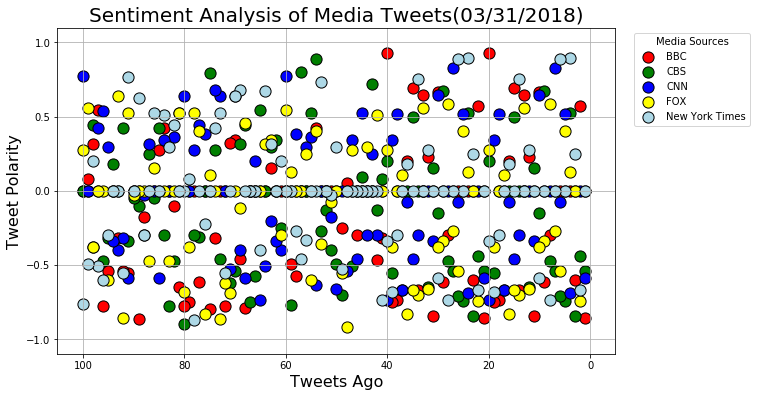 Sentiment Analysis of Media Tweets(03/31/2018)
Media Sources
BBC
CBS
CNN
FOX
New York Times
Tweet Polarity
1.0
0.5
0.0
−0.5
−1.0
100
80
60
40
20
0
Tweets Ago